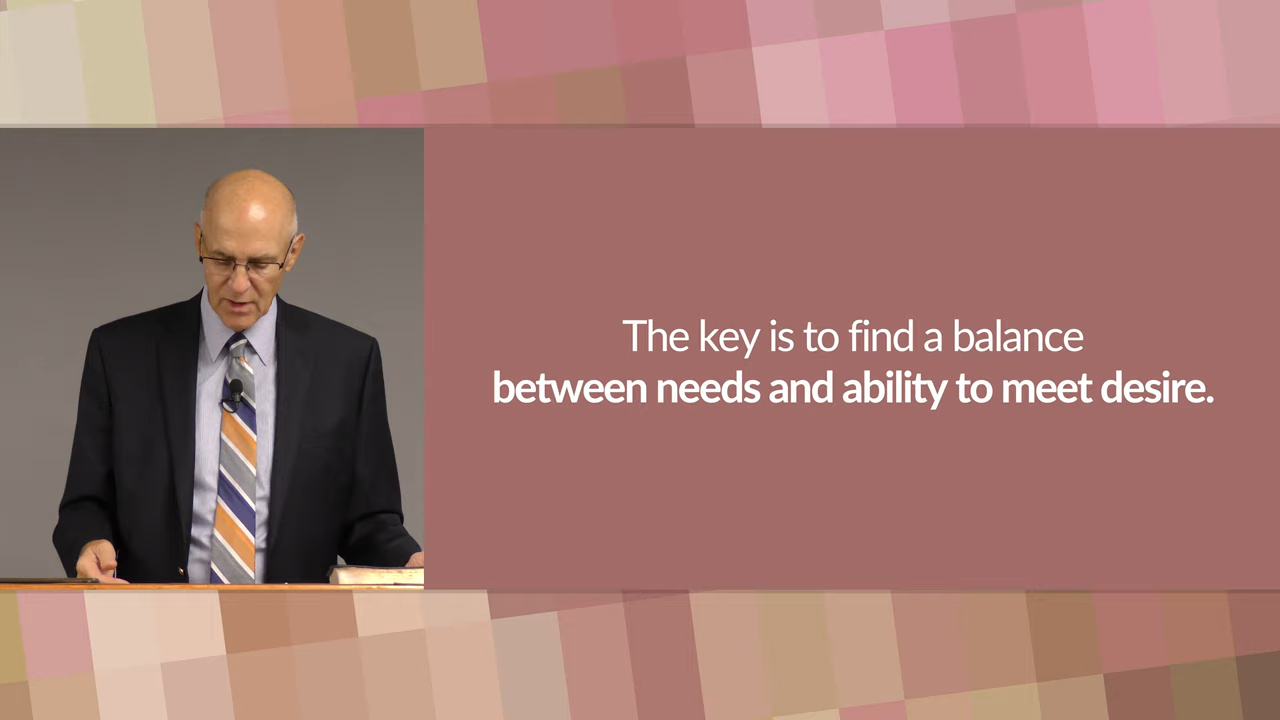 The key is to find a balance
between needs and ability to meet desire.